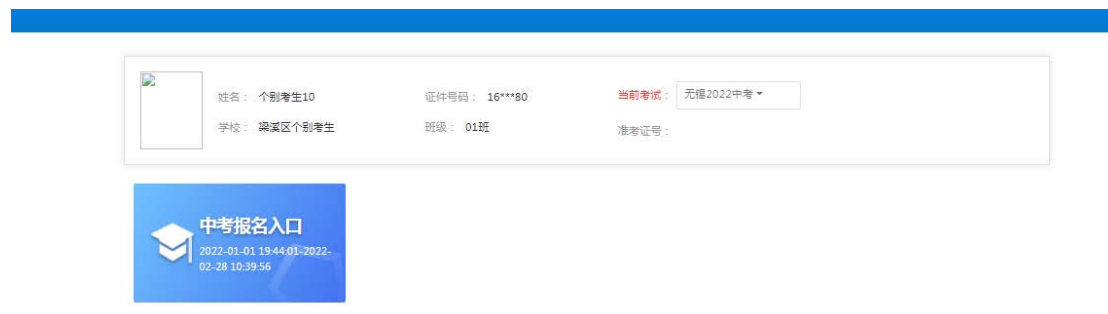 姓名： 个别考生10 证件号码： 16***80 当前考试： 无锡2022中考
学校： 梁溪区个别考生 班级： 01班 准考证号：
中考报名入口
2022-01-01 19:44:01-2022-
02-28 10:39:56